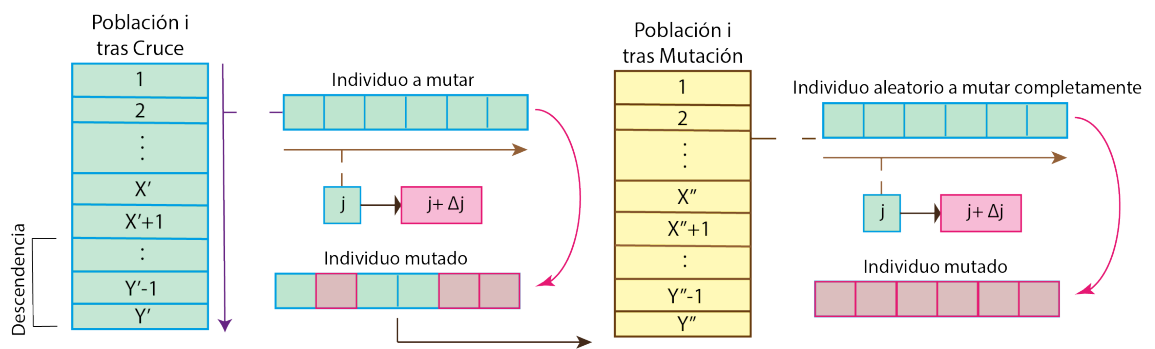 Población i
tras Cruce
1
2
⋮
X'
X'+1
:
Y'-1
Y'
Descendencia
Individuo a mutar
j
j+ Δj
Individuo mutado
Población i
tras Mutación
1
2
⋮
X"
X"+1
:
Y"-1
Y"
Individuo aleatorio a mutar completamente
j
j+ Δj
Individuo mutado